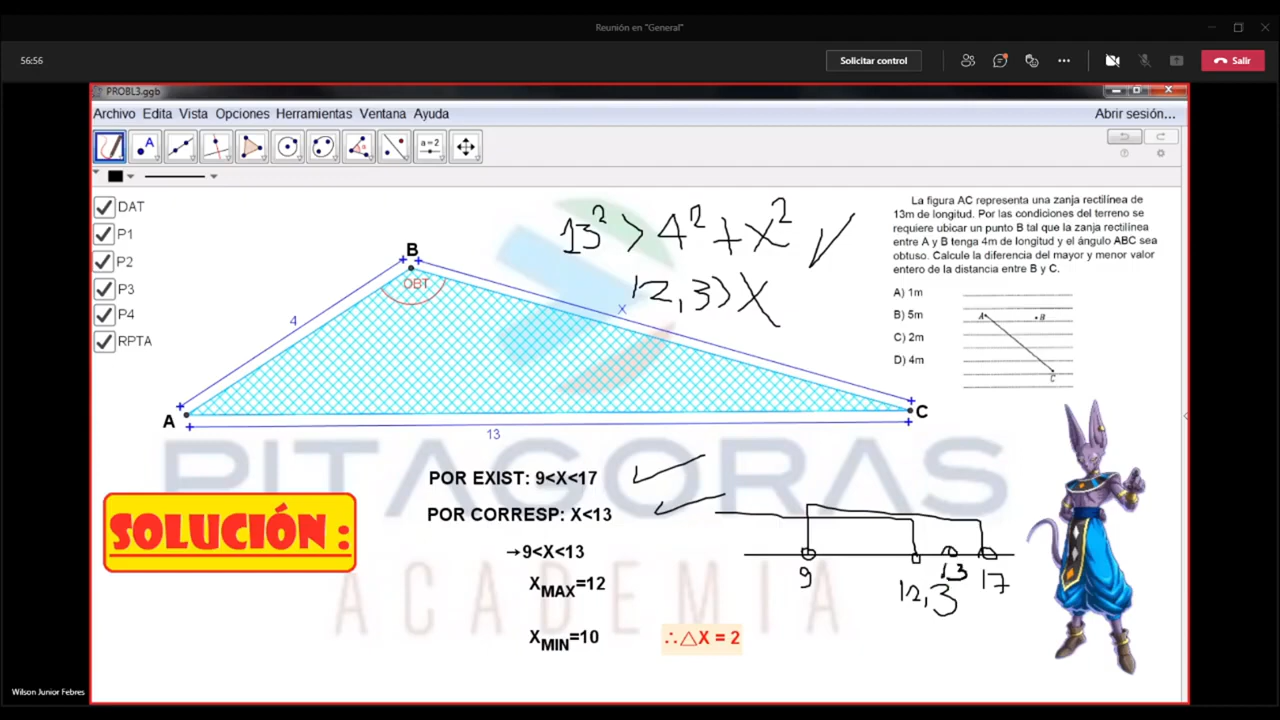 Reunión en "General"
56:56
Solicitar control
Salir
PROBL3.ggb
Archivo Edita Vista Opciones Herramientas Ventana Ayuda
Abrir sesión...
A
a=2
DAT
P1
P2
P3
P4
RPTA
13² > 4² + x² ✓
12,3 > x
La figura AC representa una zanja rectilínea de
13m de longitud. Por las condiciones del terreno se
requiere ubicar un punto B tal que la zanja rectilínea
entre A y B tenga 4m de longitud y el ángulo ABC sea
obtuso. Calcule la diferencia del mayor y menor valor
entero de la distancia entre B y C.
A) 1m
B) 5m
C) 2m
D) 4m
A
B
C
B
OBT
4
x
A
C
13
PITAGORAS
ACADEMIA
POR EXIST: 9<X<17
POR CORRESP: X<13
→9<X<13
XMAX=12
XMIN=10
∴△X = 2
SOLUCIÓN :
9
12,3
13
17
Wilson Junior Febres